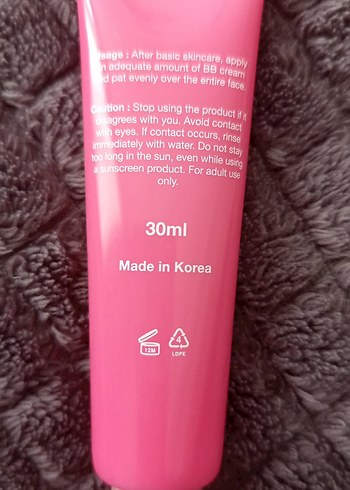 Usage : After basic skincare, apply
an adequate amount of BB cream
and pat evenly over the entire face.
Caution : Stop using the product if it
disagrees with you. Avoid contact
with eyes. If contact occurs, rinse
immediately with water. Do not stay
too long in the sun, even while using
a sunscreen product. For adult use
only.
30ml
Made in Korea
12M
4
LDPE